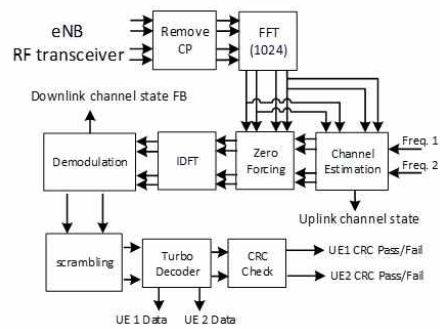 eNB
RF transceiver
Remove
CP
FFT
(1024)
Downlink channel state FB
Demodulation
IDFT
Zero
Forcing
Channel
Estimation
Freq. 1
Freq. 2
Uplink channel state
scrambling
Turbo
Decoder
CRC
Check
UE1 CRC Pass/Fail
UE2 CRC Pass/Fail
UE 1 Data
UE 2 Data